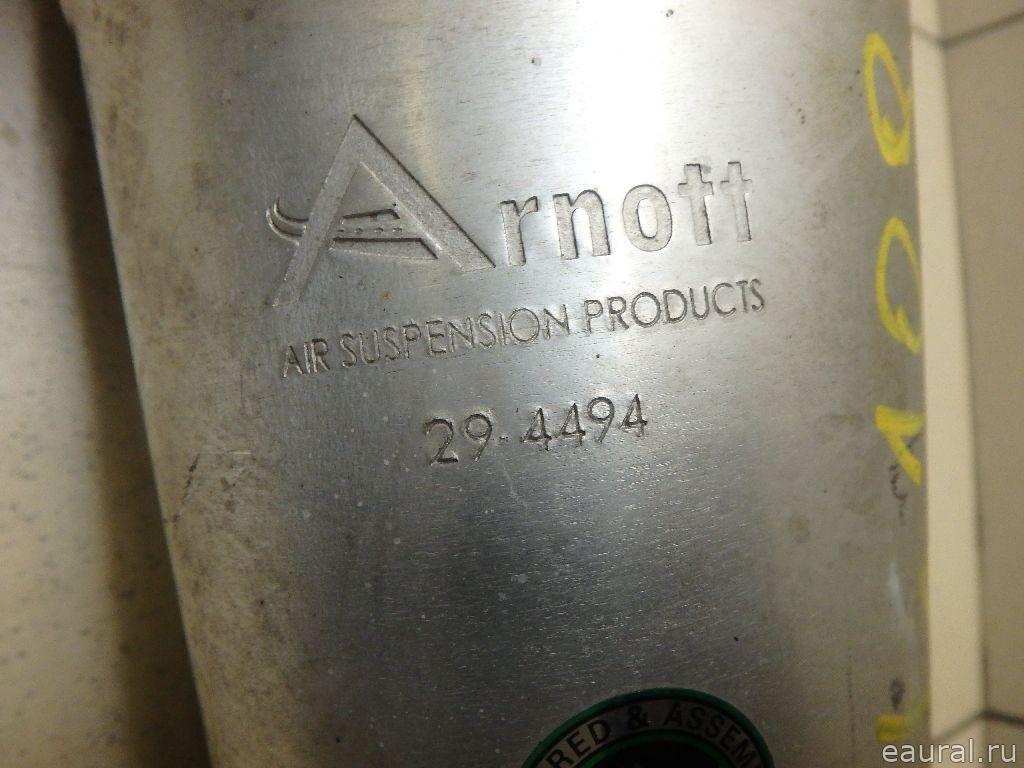 Arnott
AIR SUSPENSION PRODUCTS
29-4494
RED & ASSEM
eaural.ru